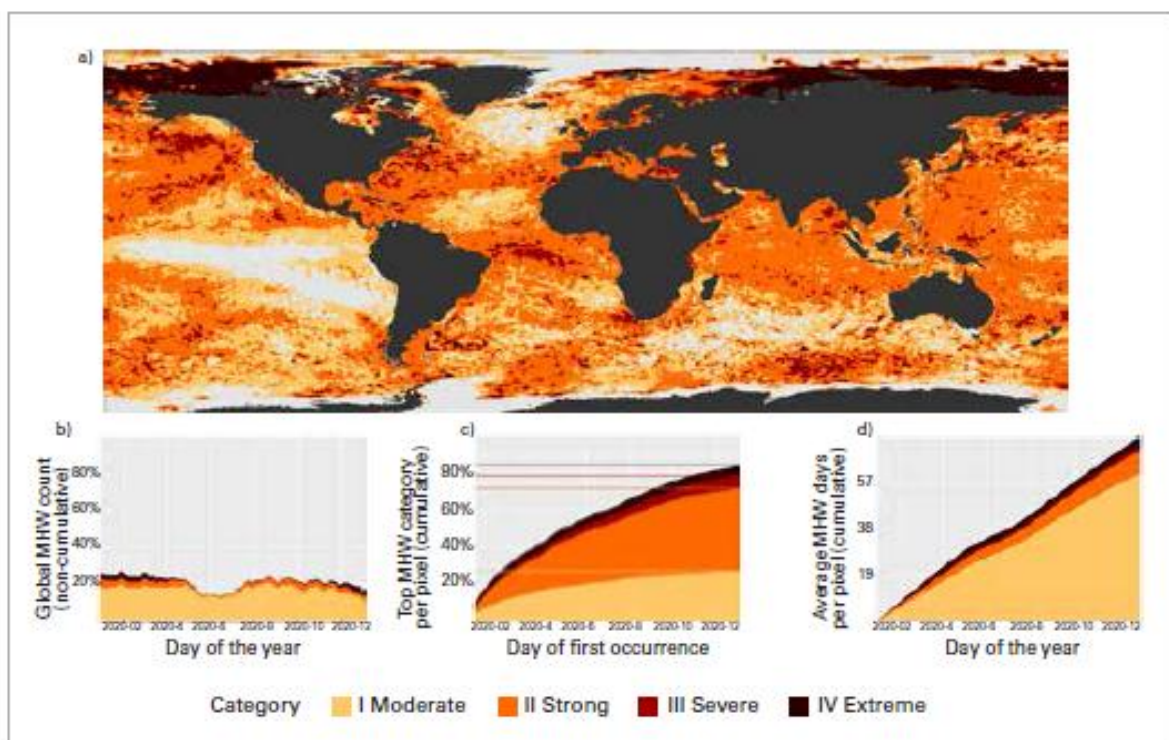 a)
b)
c)
d)
Global MHW count
(non-cumulative)
80%
60%
40%
20%
2020-02 2020-6 2020-6 2020-8 2020-10 2020-12
Day of the year
Top MHW category
per pixel (cumulative)
80%
60%
40%
20%
2020-02 2020-4 2020-6 2020-8 2020-10 2020-12
Day of first occurrence
Average MHW days
per pixel (cumulative)
57
38
19
2020-02 2020-6 2020-8 2020-10 2020-12
Day of the year
Category I Moderate II Strong III Severe IV Extreme